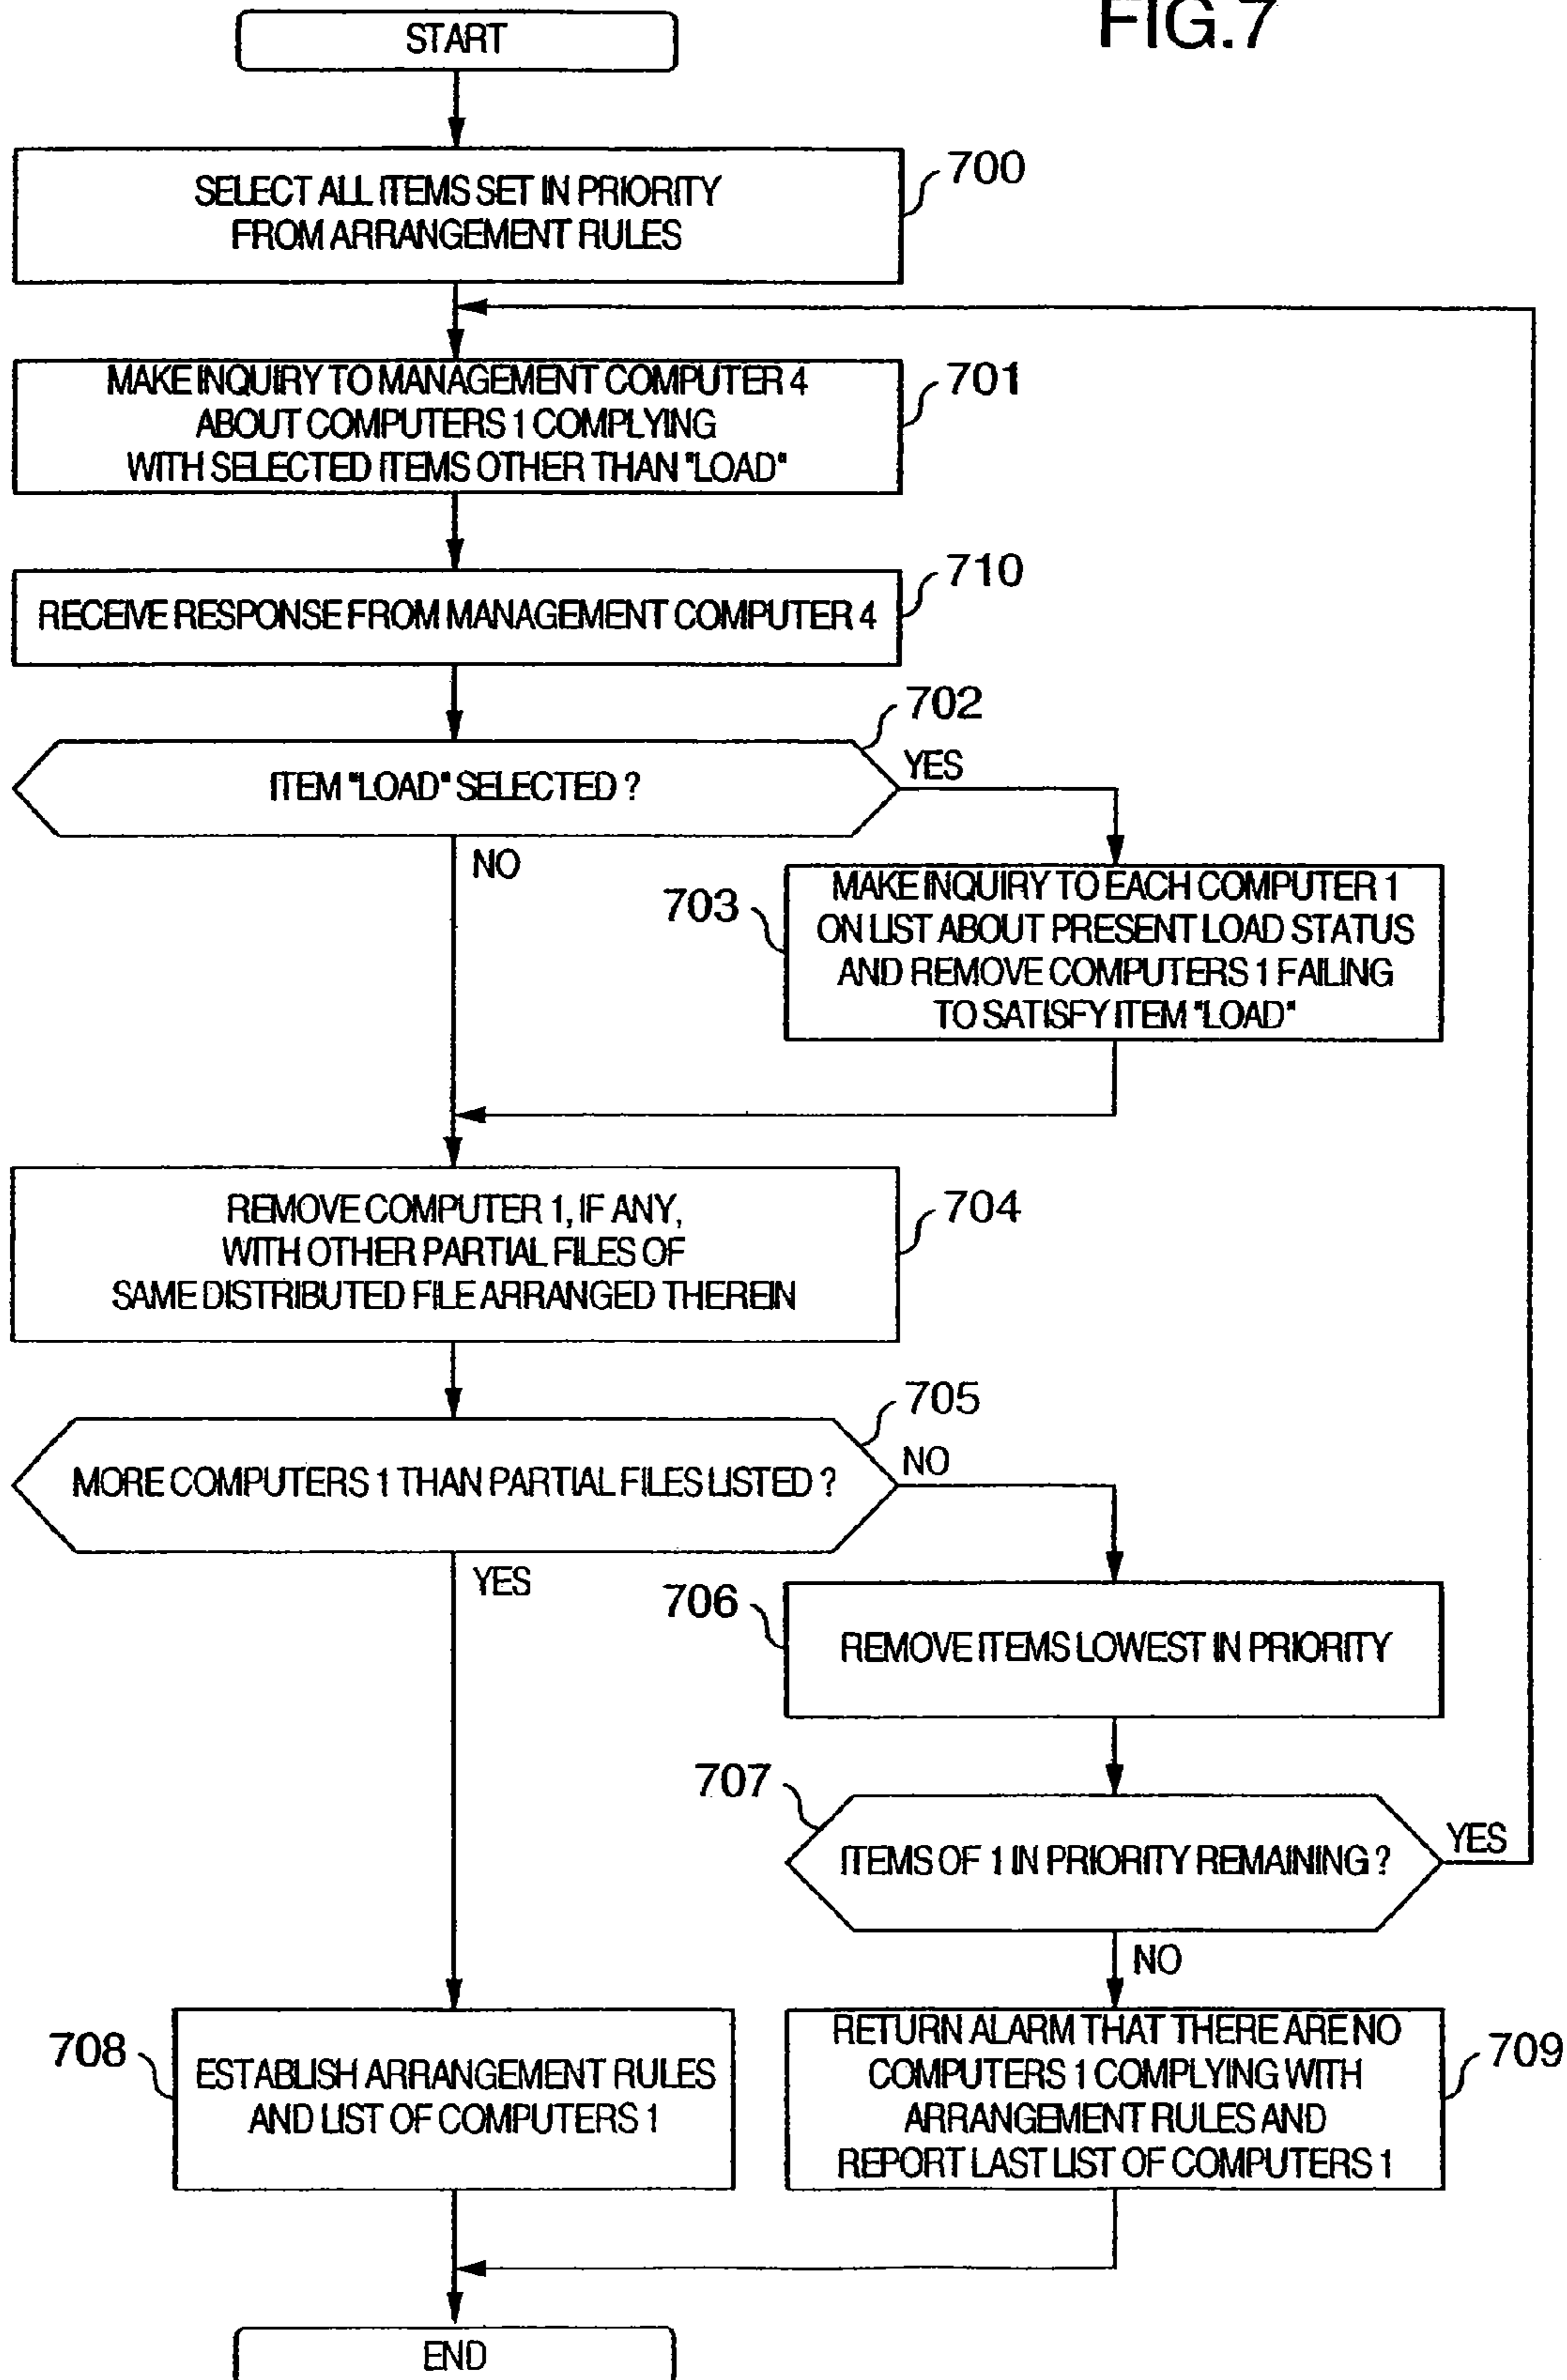 FIG.7
START
700
SELECT ALL ITEMS SET IN PRIORITY
FROM ARRANGEMENT RULES
701
MAKE INQUIRY TO MANAGEMENT COMPUTER 4
ABOUT COMPUTERS 1 COMPLYING
WITH SELECTED ITEMS OTHER THAN "LOAD"
710
RECEIVE RESPONSE FROM MANAGEMENT COMPUTER 4
702
ITEM "LOAD" SELECTED ?
YES
NO
703
MAKE INQUIRY TO EACH COMPUTER 1
ON LIST ABOUT PRESENT LOAD STATUS
AND REMOVE COMPUTERS 1 FAILING
TO SATISFY ITEM "LOAD"
704
REMOVE COMPUTER 1, IF ANY,
WITH OTHER PARTIAL FILES OF
SAME DISTRIBUTED FILE ARRANGED THEREIN
705
MORE COMPUTERS 1 THAN PARTIAL FILES LISTED ?
NO
YES
706
REMOVE ITEMS LOWEST IN PRIORITY
707
ITEMS OF 1 IN PRIORITY REMAINING ?
YES
NO
708
ESTABLISH ARRANGEMENT RULES
AND LIST OF COMPUTERS 1
709
RETURN ALARM THAT THERE ARE NO
COMPUTERS 1 COMPLYING WITH
ARRANGEMENT RULES AND
REPORT LAST LIST OF COMPUTERS 1
END